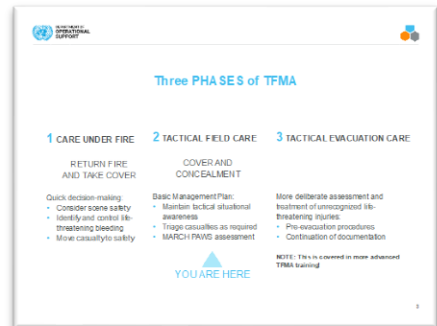 DEPARTMENT OF
OPERATIONAL
SUPPORT
Three PHASES of TFMA
1 CARE UNDER FIRE
RETURN FIRE
AND TAKE COVER
Quick decision-making:
• Consider scene safety
• Identify and control life-
threatening bleeding
• Move casualty to safety
2 TACTICAL FIELD CARE
COVER AND
CONCEALMENT
Basic Management Plan:
• Maintain tactical situational
awareness
• Triage casualties as required
• MARCH PAWS assessment
YOU ARE HERE
3 TACTICAL EVACUATION CARE
More deliberate assessment and
treatment of unrecognized life-
threatening injuries:
• Pre-evacuation procedures
• Continuation of documentation
NOTE: This is covered in more advanced
TFMA training!